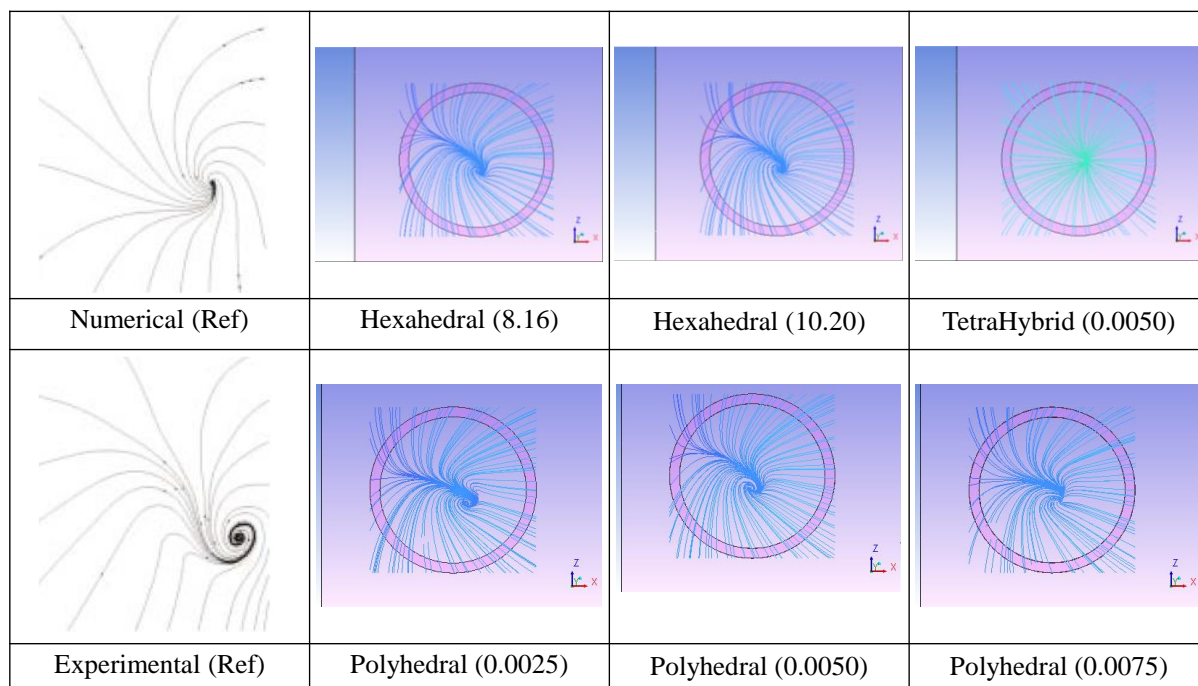 Z
X
Z
X
Z
X
Numerical (Ref)
Hexahedral (8.16)
Hexahedral (10.20)
TetraHybrid (0.0050)
Z
X
Z
X
Z
X
Experimental (Ref)
Polyhedral (0.0025)
Polyhedral (0.0050)
Polyhedral (0.0075)